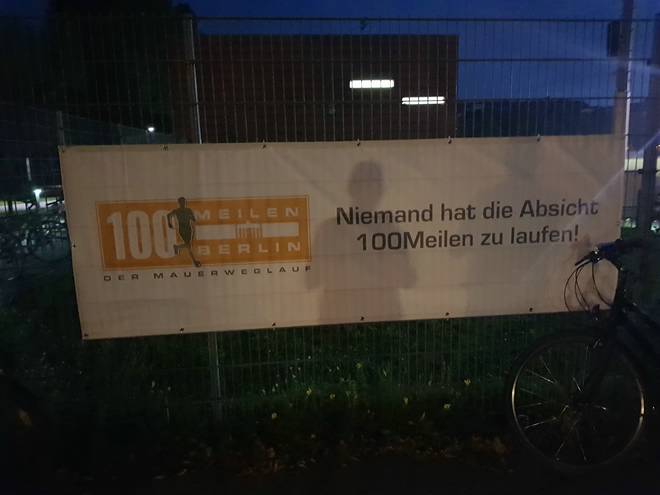 100 MEILEN
BERLIN
DER MAUERWEGLAUF
Niemand hat die Absicht
100Meilen zu laufen!